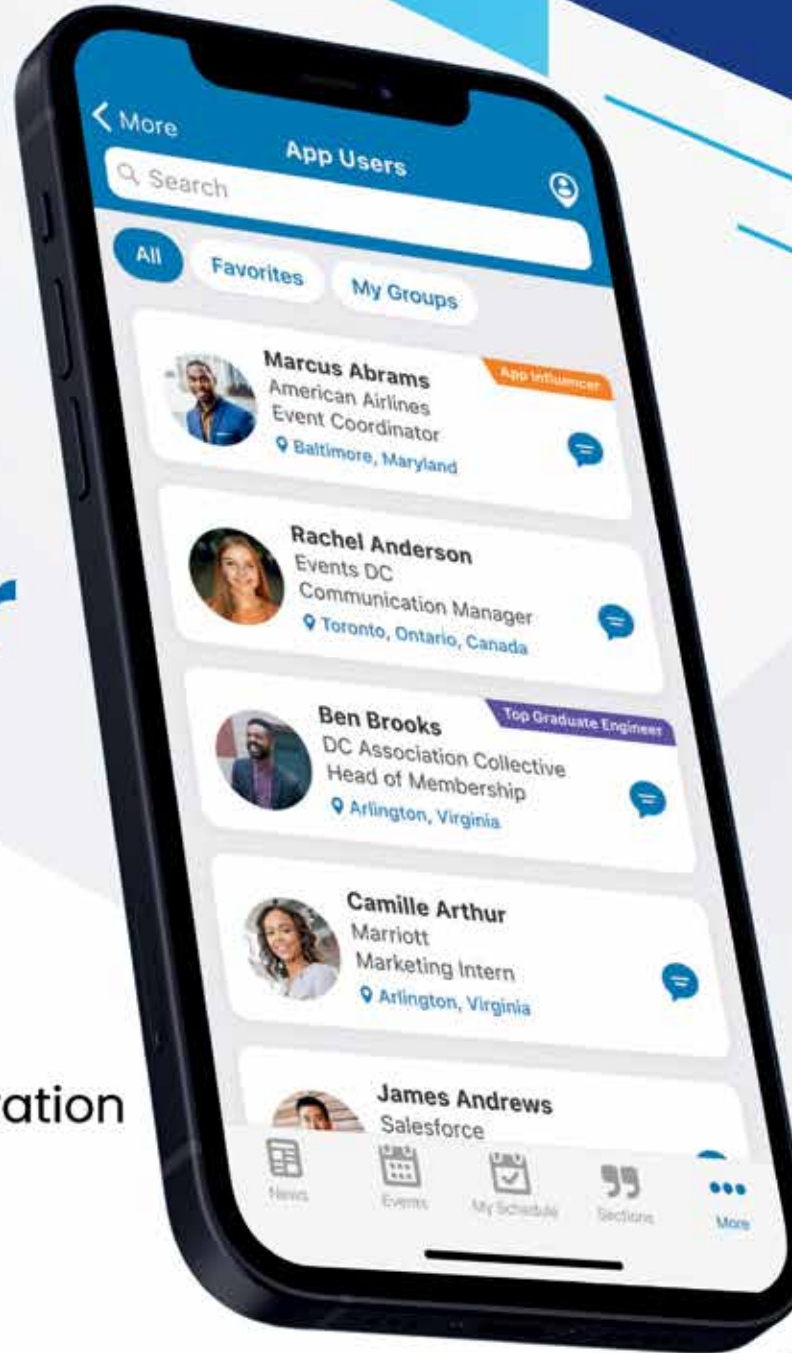 More
App Users
Search
All
Favorites
My Groups
Marcus Abrams
App Influencer
American Airlines
Event Coordinator
Baltimore, Maryland
Rachel Anderson
Events DC
Communication Manager
Toronto, Ontario, Canada
Ben Brooks
Top Graduate Engineer
DC Association Collective
Head of Membership
Arlington, Virginia
Camille Arthur
Marriott
Marketing Intern
Arlington, Virginia
James Andrews
Salesforce
News
Events
My Schedule
Sections
More